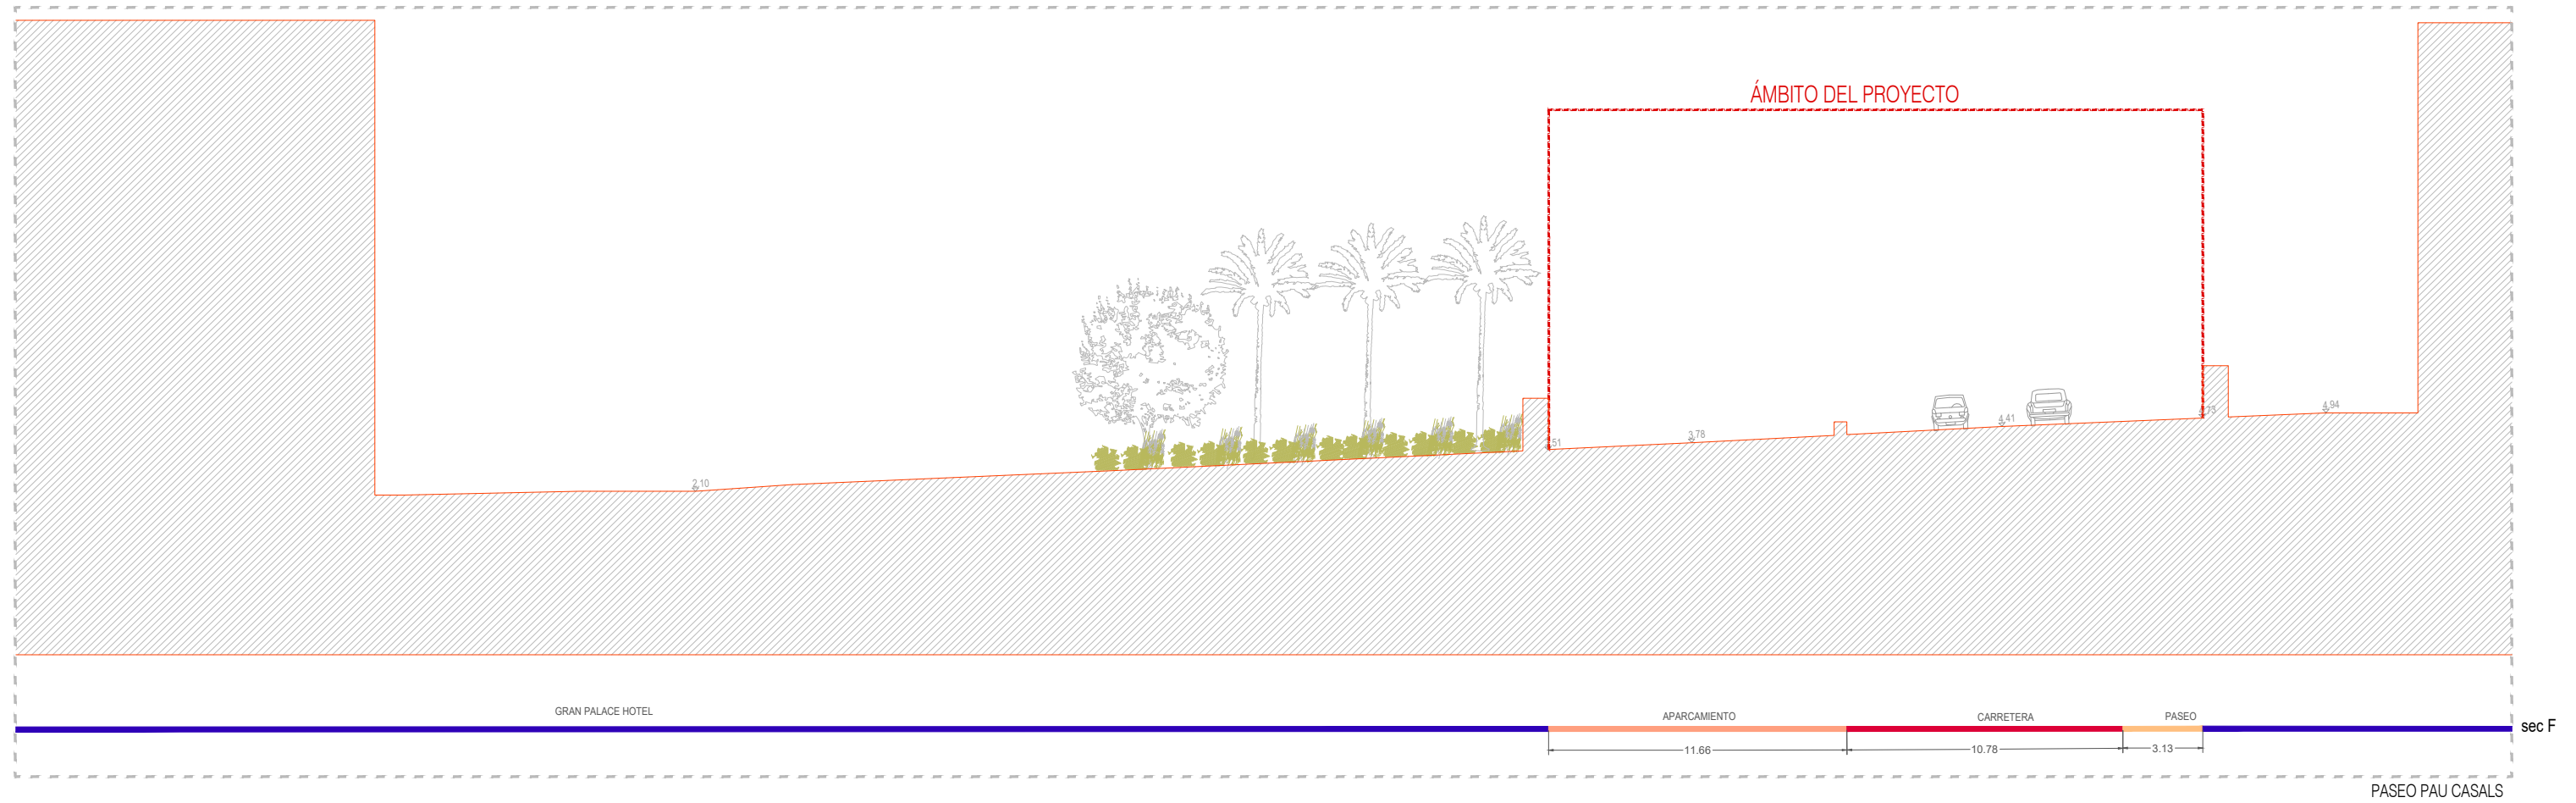 ÁMBITO DEL PROYECTO
2.10
3.78
4.41
4.94
GRAN PALACE HOTEL
APARCAMIENTO
CARRETERA
PASEO
sec F
11.66
10.78
3.13
PASEO PAU CASALS